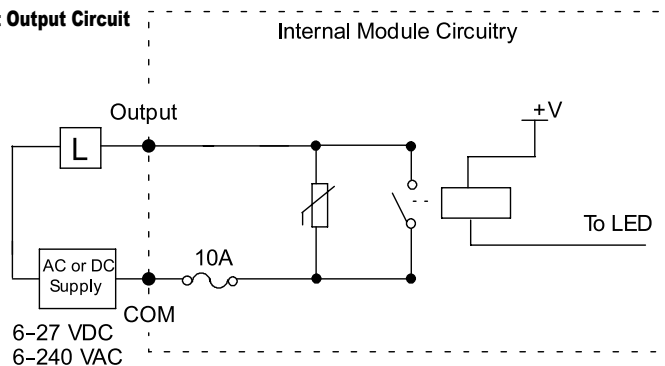 Output Circuit
Internal Module Circuitry
Output
+V
L
To LED
10A
AC or DC
Supply
COM
6-27 VDC
6-240 VAC